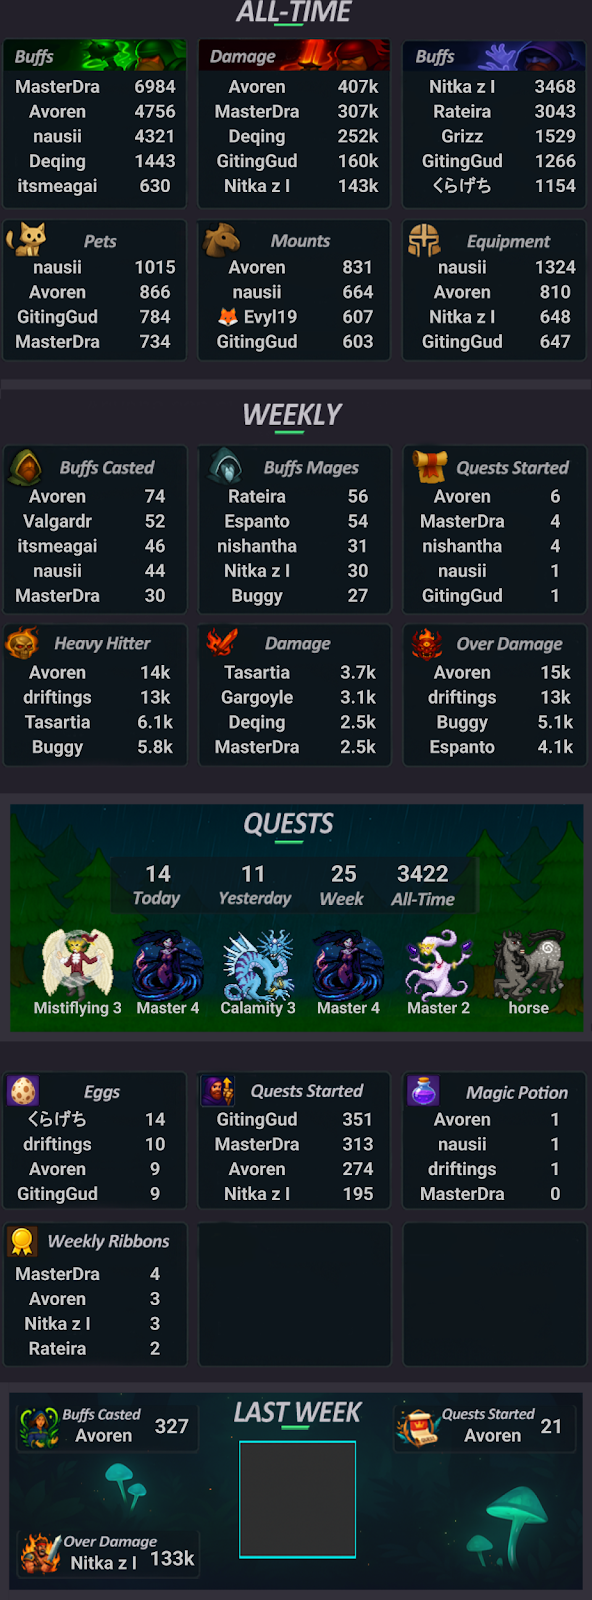 ALL-TIME
Buffs
MasterDra 6984
Avoren 4756
nausii 4321
Deqing 1443
itsmeagai 630
Damage
Avoren 407k
MasterDra 307k
Deqing 252k
GitingGud 160k
Nitka z I 143k
Buffs
Nitka z I 3468
Rateira 3043
Grizz 1529
GitingGud 1266
くらげち 1154
Pets
nausii 1015
Avoren 866
GitingGud 784
MasterDra 734
Mounts
Avoren 831
nausii 664
🦊 Evyl19 607
GitingGud 603
Equipment
nausii 1324
Avoren 810
Nitka z I 648
GitingGud 647
WEEKLY
Buffs Casted
Avoren 74
Valgardr 52
itsmeagai 46
nausii 44
MasterDra 30
Buffs Mages
Rateira 56
Espanto 54
nishantha 31
Nitka z I 30
Buggy 27
Quests Started
Avoren 6
MasterDra 4
nishantha 4
nausii 1
GitingGud 1
Heavy Hitter
Avoren 14k
driftings 13k
Tasartia 6.1k
Buggy 5.8k
Damage
Tasartia 3.7k
Gargoyle 3.1k
Deqing 2.5k
MasterDra 2.5k
Over Damage
Avoren 15k
driftings 13k
Buggy 5.1k
Espanto 4.1k
QUESTS
14 11 25 3422
Today Yesterday Week All-Time
Mistiflying 3 Master 4 Calamity 3 Master 4 Master 2 horse
Eggs
くらげち 14
driftings 10
Avoren 9
GitingGud 9
Quests Started
GitingGud 351
MasterDra 313
Avoren 274
Nitka z I 195
Magic Potion
Avoren 1
nausii 1
driftings 1
MasterDra 0
Weekly Ribbons
MasterDra 4
Avoren 3
Nitka z I 3
Rateira 2
LAST WEEK
Buffs Casted
Avoren 327
Quests Started
Avoren 21
Over Damage
Nitka z I 133k